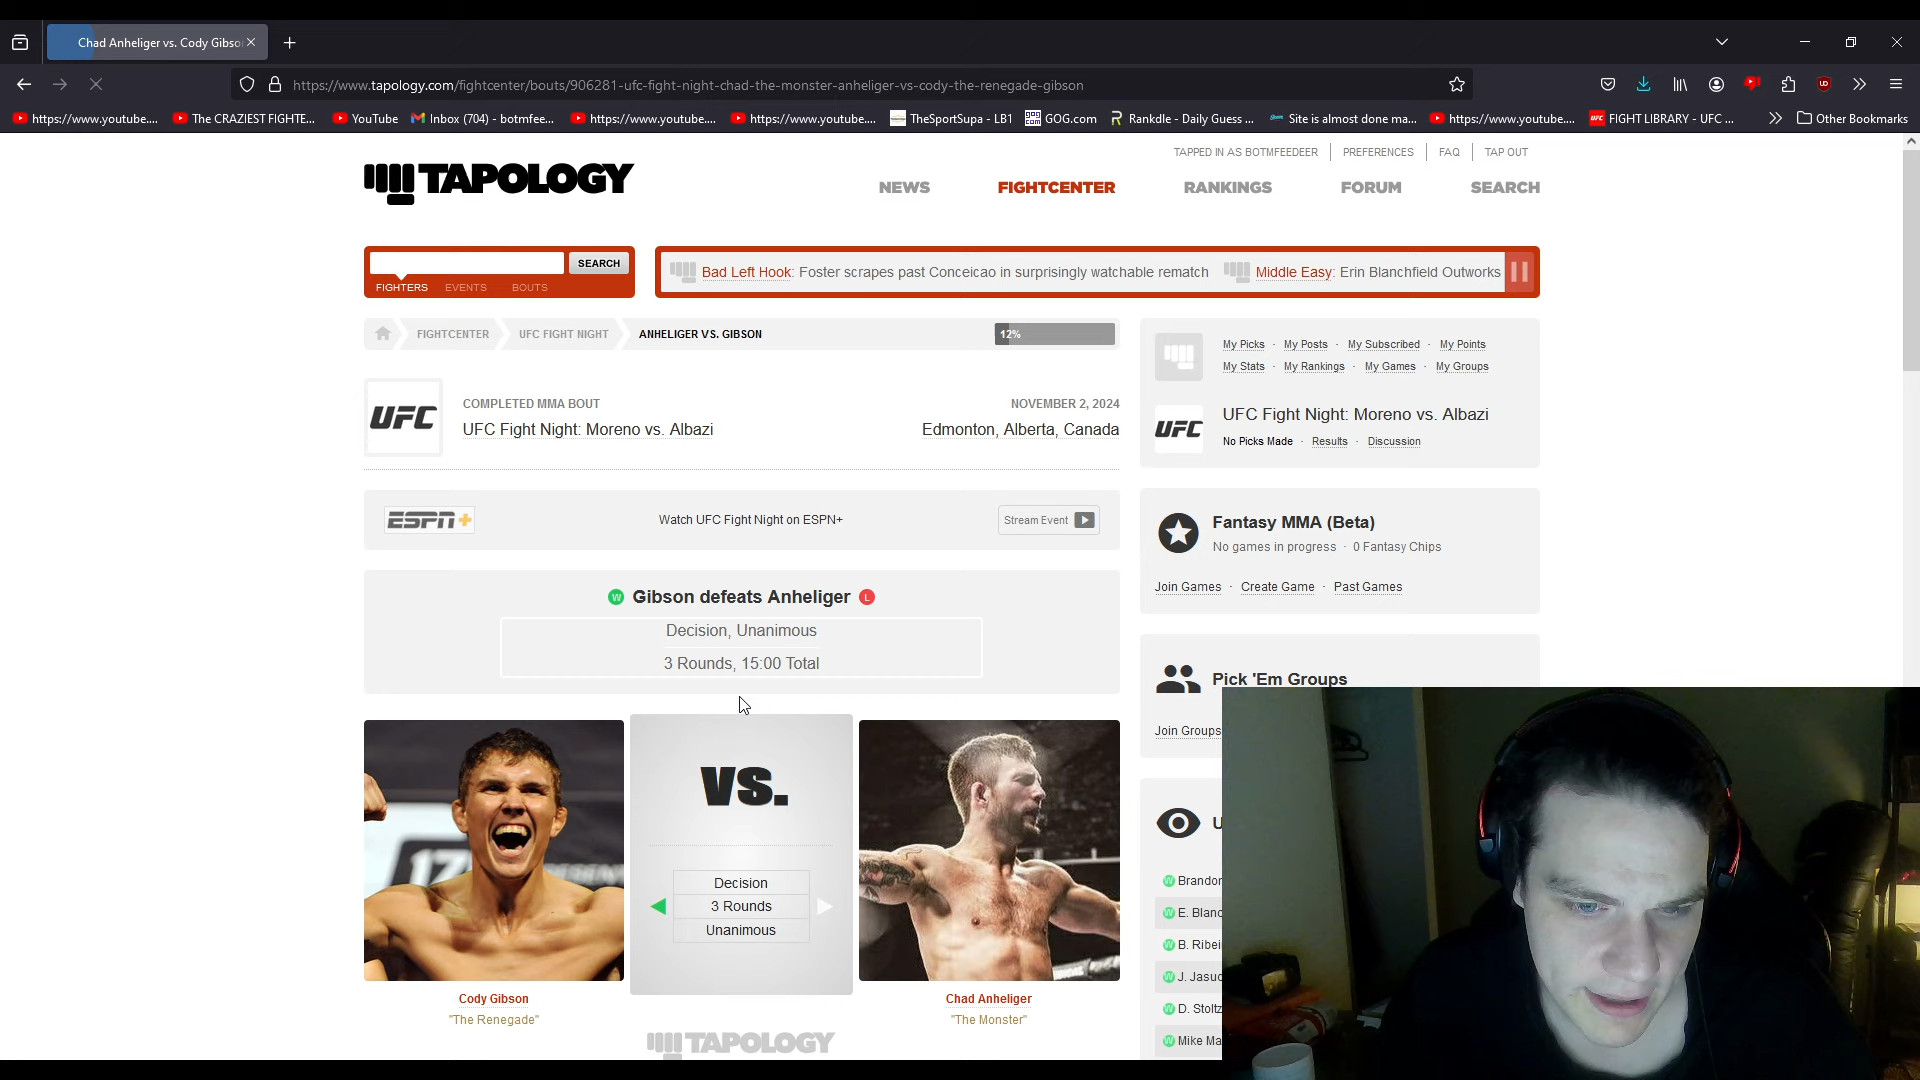 Chad Anheliger vs. Cody Gibso
https://www.tapology.com/fightcenter/bouts/906281-ufc-fight-night-chad-the-monster-anheliger-vs-cody-the-renegade-gibson
https://www.youtube.... The CRAZIEST FIGHTE... YouTube Inbox (704) - botmfee... https://www.youtube.... https://www.youtube.... TheSportSupa - LB1 GOG.com Rankdle - Daily Guess ... Site is almost done ma... https://www.youtube.... FIGHT LIBRARY - UFC ... Other Bookmarks
TAPPED IN AS BOTMFEEDEER PREFERENCES FAQ TAP OUT
TAPOLOGY
NEWS FIGHTCENTER RANKINGS FORUM SEARCH
SEARCH
FIGHTERS EVENTS BOUTS
Bad Left Hook: Foster scrapes past Conceicao in surprisingly watchable rematch Middle Easy: Erin Blanchfield Outworks
FIGHTCENTER UFC FIGHT NIGHT ANHELIGER VS. GIBSON 12%
UFC
COMPLETED MMA BOUT NOVEMBER 2, 2024
UFC Fight Night: Moreno vs. Albazi Edmonton, Alberta, Canada
ESPN+ Watch UFC Fight Night on ESPN+ Stream Event
W Gibson defeats Anheliger L
Decision, Unanimous
3 Rounds, 15:00 Total
VS.
Decision
3 Rounds
Unanimous
Cody Gibson Chad Anheliger
"The Renegade" "The Monster"
TAPOLOGY
My Picks · My Posts · My Subscribed · My Points
My Stats · My Rankings · My Games · My Groups
UFC UFC Fight Night: Moreno vs. Albazi
No Picks Made · Results · Discussion
Fantasy MMA (Beta)
No games in progress · 0 Fantasy Chips
Join Games · Create Game · Past Games
Pick 'Em Groups
Join Groups
U
W Brandon
W E. Blanc
W B. Ribei
W J. Jasuc
W D. Stoltz
W Mike Ma